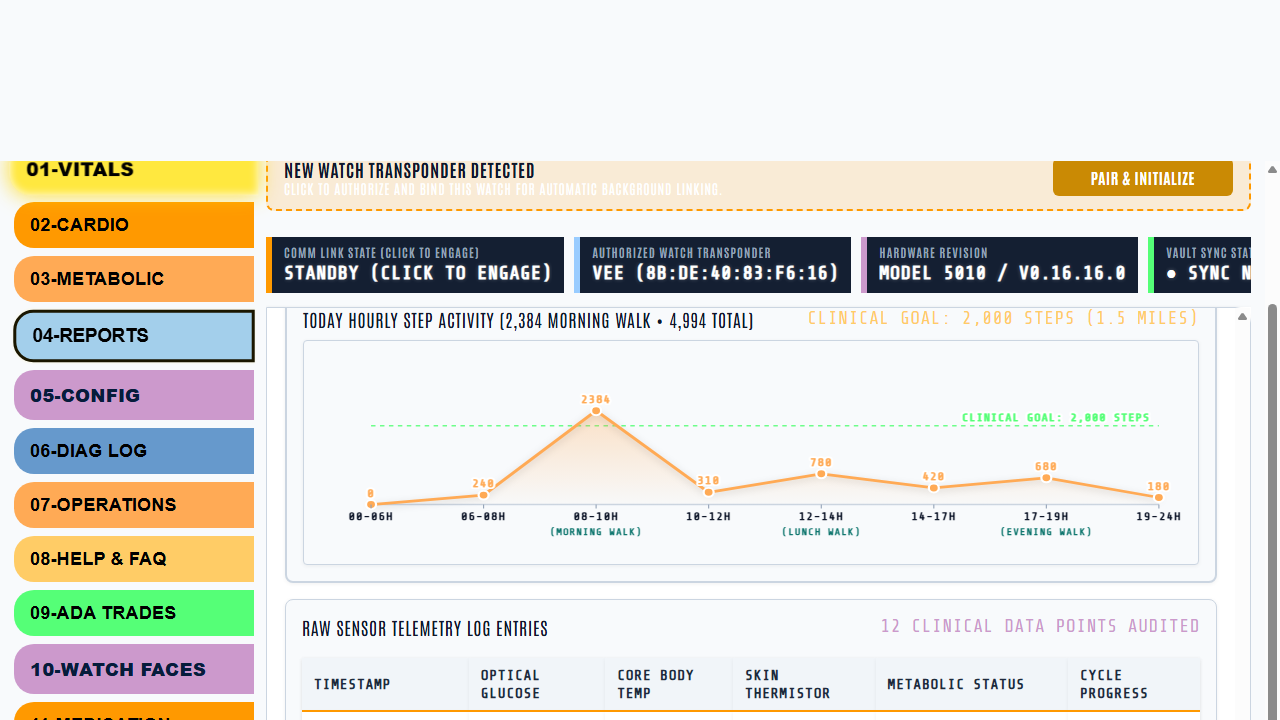 01-VITALS
02-CARDIO
03-METABOLIC
04-REPORTS
05-CONFIG
06-DIAG LOG
07-OPERATIONS
08-HELP & FAQ
09-ADA TRADES
10-WATCH FACES
NEW WATCH TRANSPONDER DETECTED
CLICK TO AUTHORIZE AND BIND THIS WATCH FOR AUTOMATIC BACKGROUND LINKING.
PAIR & INITIALIZE
COMM LINK STATE (CLICK TO ENGAGE)
STANDBY (CLICK TO ENGAGE)
AUTHORIZED WATCH TRANSPONDER
VEE (8B:DE:40:83:F6:16)
HARDWARE REVISION
MODEL 5010 / V0.16.16.0
VAULT SYNC
● SYNC
TODAY HOURLY STEP ACTIVITY (2,384 MORNING WALK • 4,994 TOTAL)
CLINICAL GOAL: 2,000 STEPS (1.5 MILES)
2384
CLINICAL GOAL: 2,000 STEPS
0
240
310
780
420
680
180
00-06H
06-08H
08-10H
10-12H
12-14H
14-17H
17-19H
19-24H
(MORNING WALK)
(LUNCH WALK)
(EVENING WALK)
RAW SENSOR TELEMETRY LOG ENTRIES
12 CLINICAL DATA POINTS AUDITED
TIMESTAMP
OPTICAL
GLUCOSE
CORE BODY
TEMP
SKIN
THERMISTOR
METABOLIC STATUS
CYCLE
PROGRESS